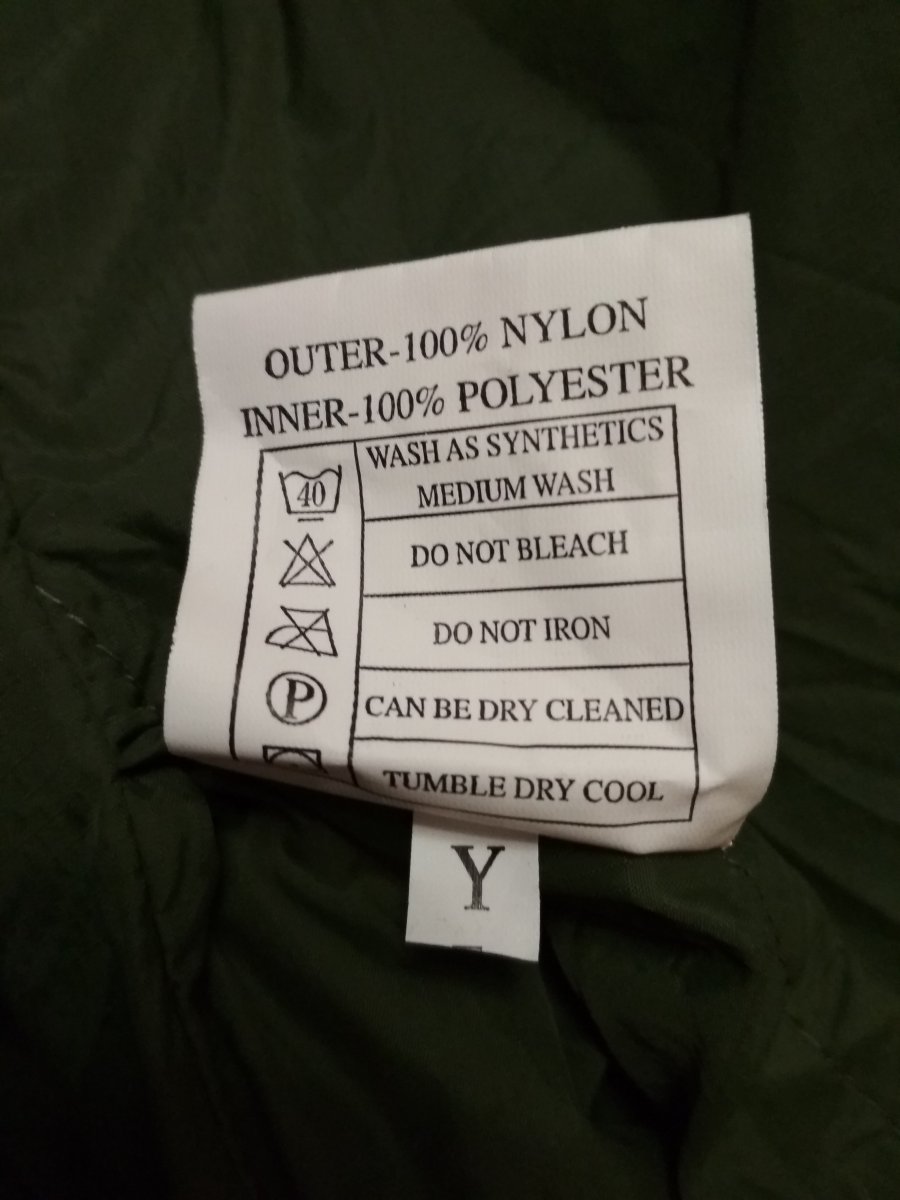 OUTER-100% NYLON
INNER-100% POLYESTER
40
WASH AS SYNTHETICS
MEDIUM WASH
DO NOT BLEACH
DO NOT IRON
P
CAN BE DRY CLEANED
TUMBLE DRY COOL
Y